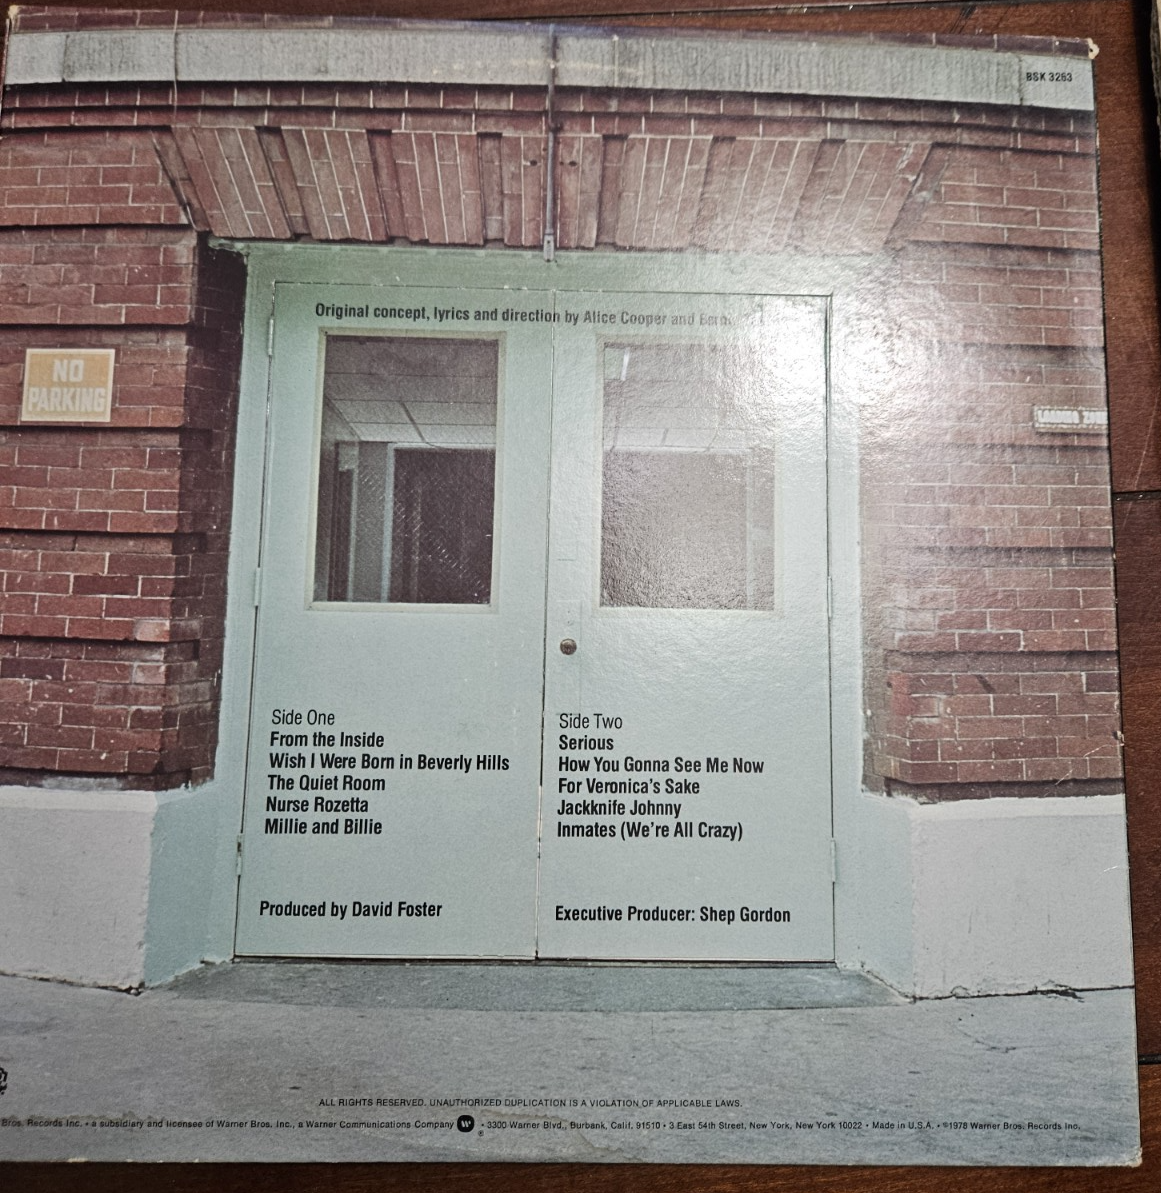 BSK 3263
Original concept, lyrics and direction by Alice Cooper and
NO
PARKING
LOADING ZONE
Side One
From the Inside
Wish I Were Born in Beverly Hills
The Quiet Room
Nurse Rozetta
Millie and Billie
Produced by David Foster
Side Two
Serious
How You Gonna See Me Now
For Veronica's Sake
Jackknife Johnny
Inmates (We're All Crazy)
Executive Producer: Shep Gordon
ALL RIGHTS RESERVED. UNAUTHORIZED DUPLICATION IS A VIOLATION OF APPLICABLE LAWS.
Bros. Records Inc. • a subsidiary and licensee of Warner Bros. Inc., a Warner Communications Company ® • 3300 Warner Blvd., Burbank, Calif. 91510 • 3 East 54th Street, New York, New York 10022 • Made in U.S.A. • ©1978 Warner Bros. Records Inc.